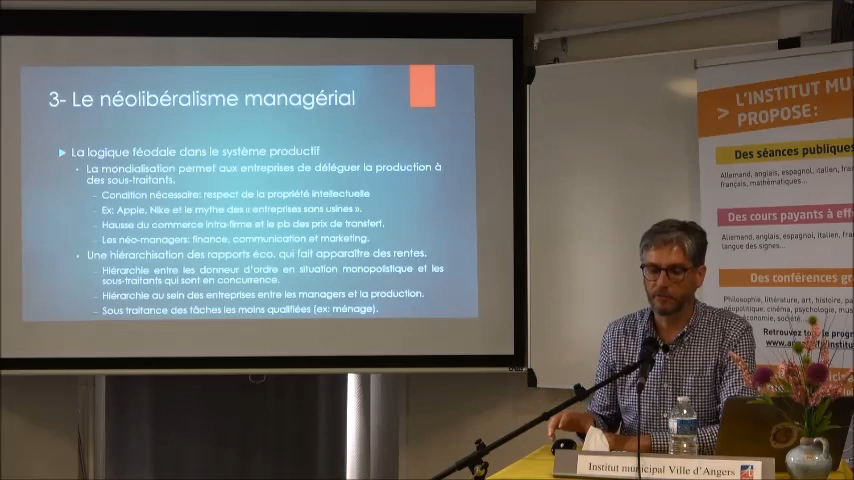 3- Le néolibéralisme managérial
La logique féodale dans le système productif
• La mondialisation permet aux entreprises de déléguer la production à
des sous-traitants.
– Condition nécessaire: respect de la propriété intellectuelle
– Ex: Apple, Nike et le mythe des « entreprises sans usines ».
– Hausse du commerce intra-firme et le pb des prix de transfert.
– Les néo-managers: finance, communication et marketing.
• Une hiérarchisation des rapports éco. qui fait apparaître des rentes.
– Hiérarchie entre les donneur d'ordre en situation monopolistique et les
sous-traitants qui sont en concurrence.
– Hiérarchie au sein des entreprises entre les managers et la production.
– Sous traitance des tâches les moins qualifiées (ex: ménage).
> L'INSTITUT MU
PROPOSE :
Des séances publiques
Allemand, anglais, espagnol, italien,
français, mathématiques...
Des cours payants à eff
Allemand, anglais, espagnol, italien,
langue des signes...
Des conférences gr
Philosophie, littérature, art, histoire,
cinéma, psychologie,
économie, société
Retrouvez le progr
Institut municipal Ville d'Angers